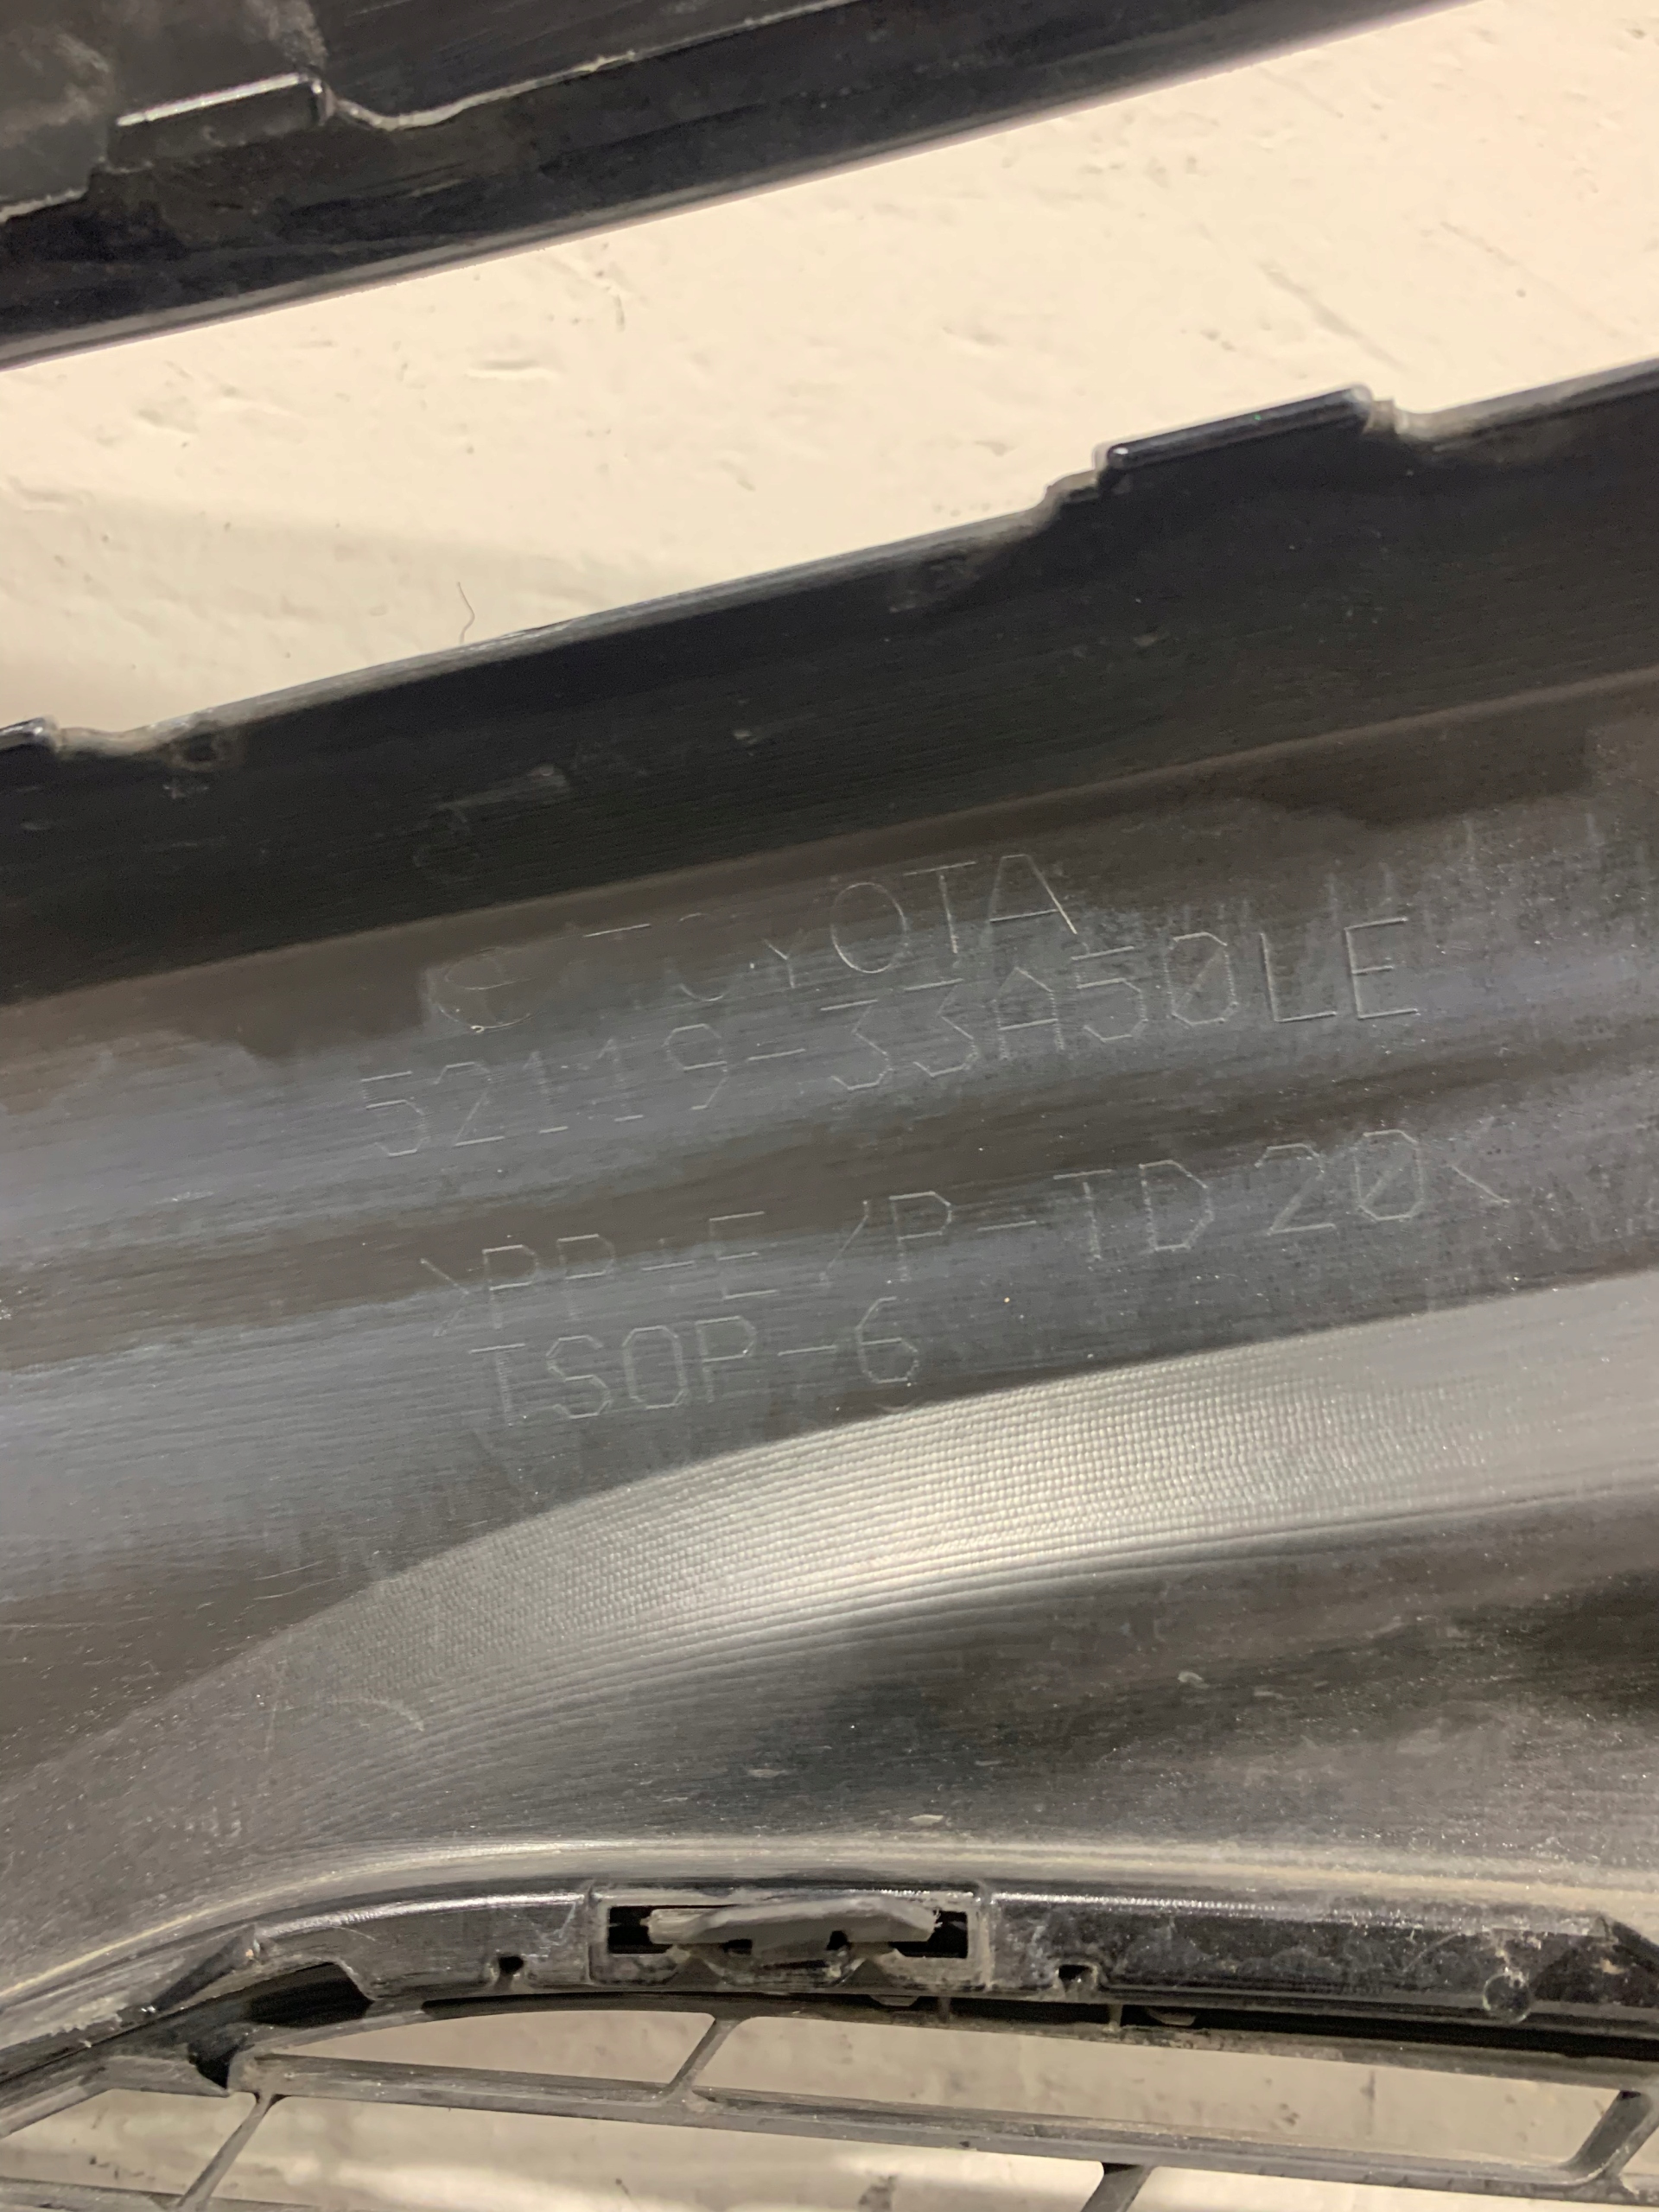 TOYOTA
52119-33A50LE
>PP+E/P-TD20<
TSOP-6